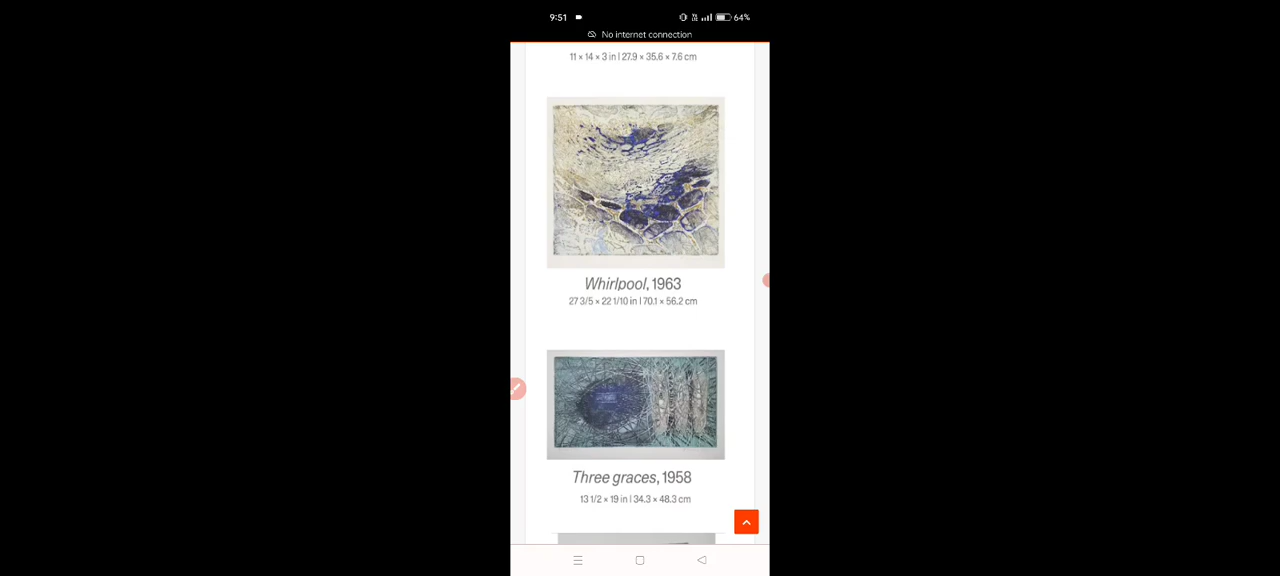 9:51
64%
No internet connection
11 × 14 × 3 in | 27.9 × 35.6 × 7.6 cm
Whirlpool, 1963
27 3/5 × 22 1/10 in | 70.1 × 56.2 cm
Three graces, 1958
13 1/2 × 19 in | 34.3 × 48.3 cm